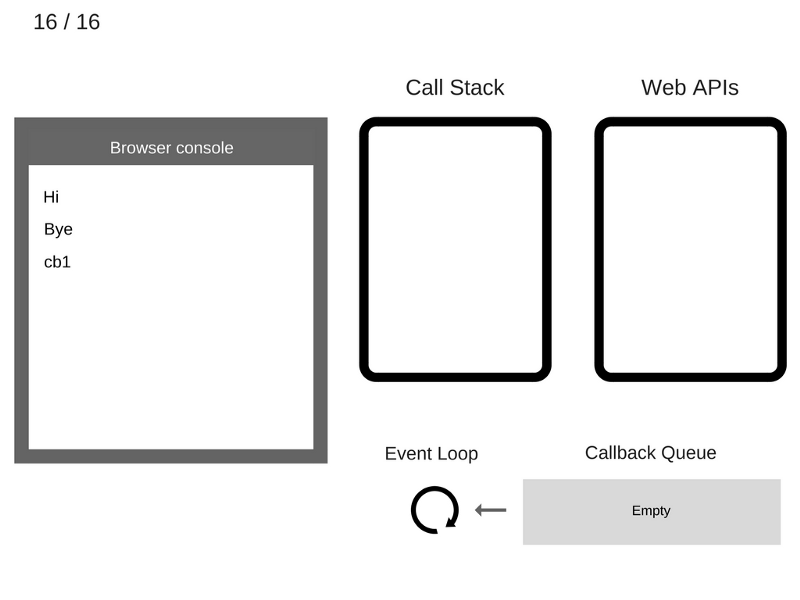 16 / 16
Call Stack
Web APIs
Browser console
Hi
Bye
cb1
Event Loop
Callback Queue
Empty